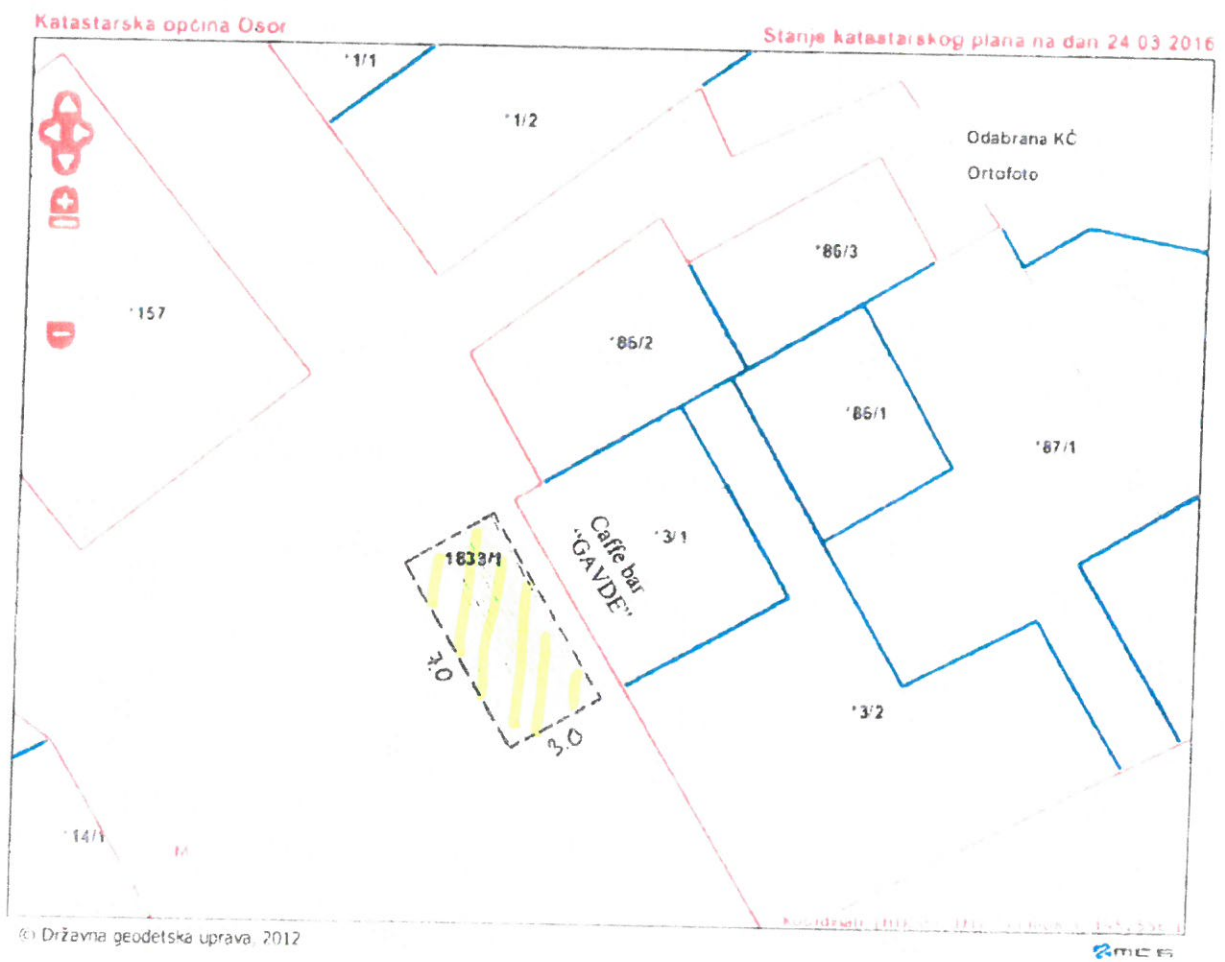 Katastarska općina Osor
Stanje katastarskog plana na dan 24 03 2016
*1/1
*1/2
Odabrana KČ
Ortofoto
*86/3
*157
*86/2
*86/1
*87/1
Caffe bar
"GAVDE"
*3/1
1838/1
7.0
3.0
*3/2
*14/1
M
© Državna geodetska uprava, 2012